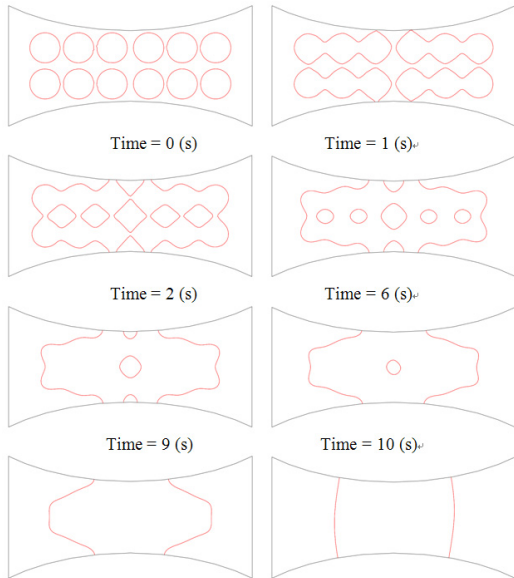 Time = 0 (s)
Time = 1 (s)↵
Time = 2 (s)
Time = 6 (s)↵
Time = 9 (s)
Time = 10 (s)↵